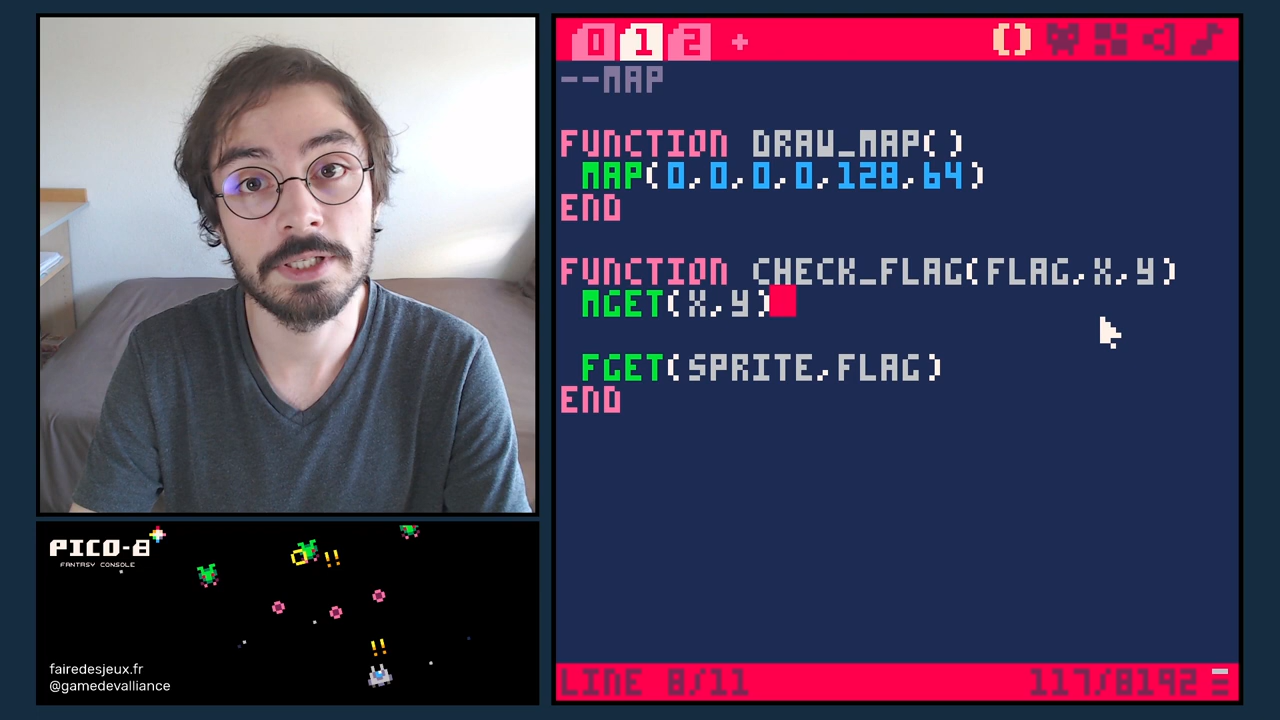 0 1 2 +
--MAP
FUNCTION DRAW_MAP()
MAP(0,0,0,0,128,64)
END
FUNCTION CHECK_FLAG(FLAG,X,Y)
MGET(X,Y)
FGET(SPRITE,FLAG)
END
LINE 8/11 117/8192
PICO-8
FANTASY CONSOLE
!!
!!
fairedesjeux.fr
@gamedevalliance